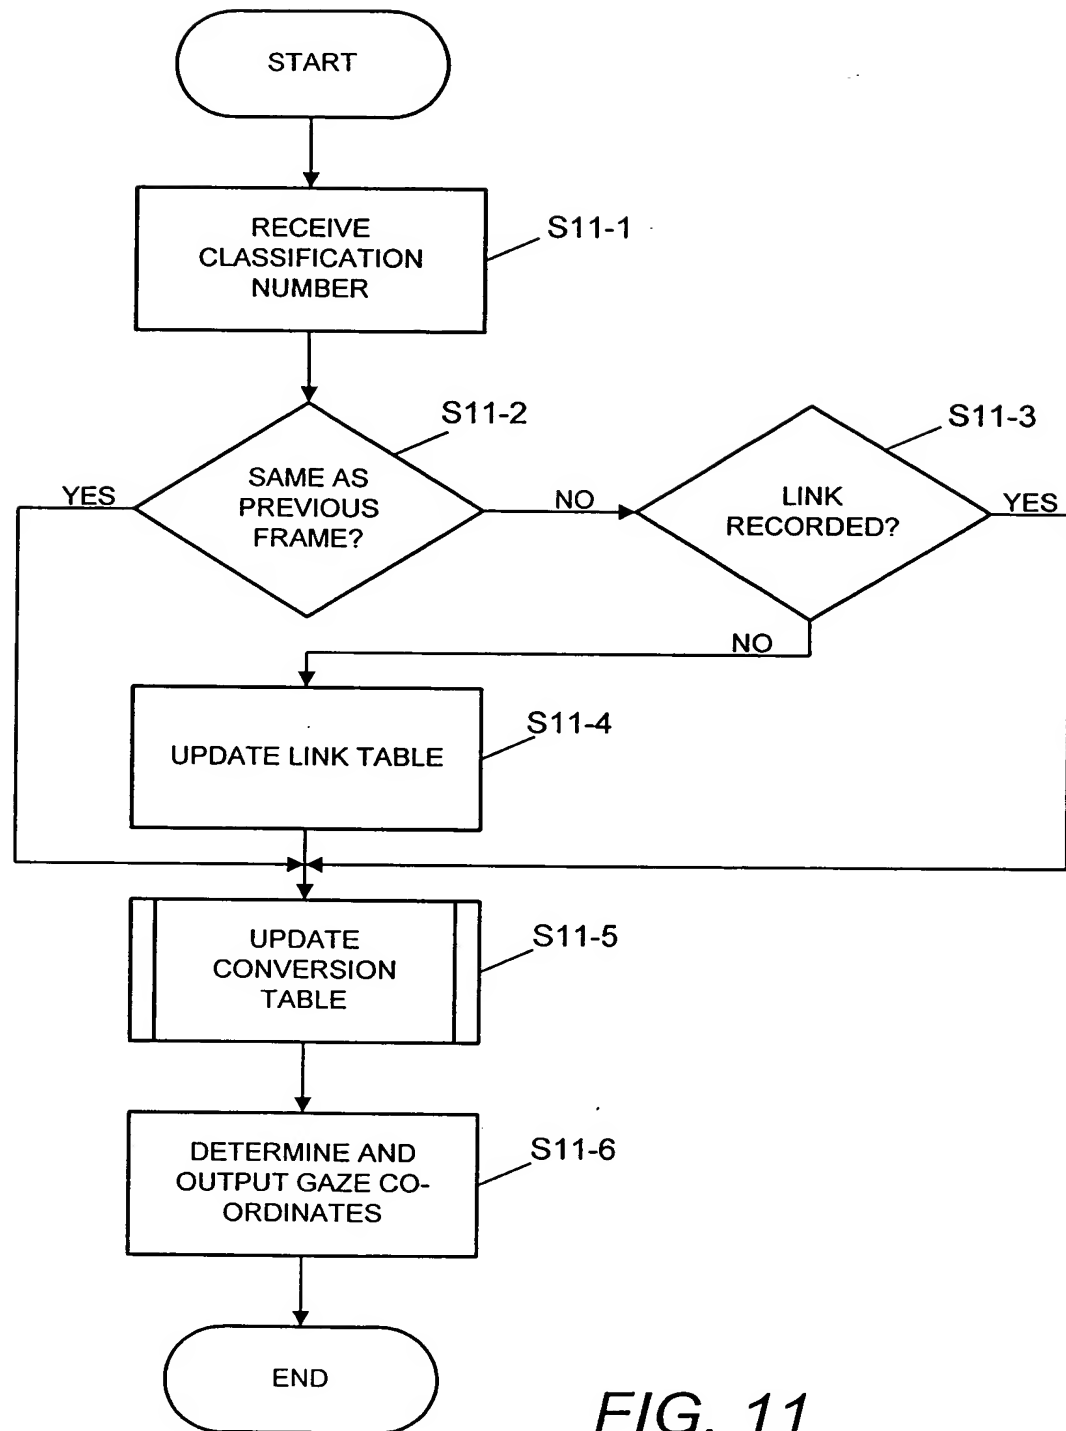 START
RECEIVE
CLASSIFICATION
NUMBER
S11-1
S11-2
S11-3
SAME AS
PREVIOUS
FRAME?
YES
NO
LINK
RECORDED?
YES
NO
UPDATE LINK TABLE
S11-4
UPDATE
CONVERSION
TABLE
S11-5
DETERMINE AND
OUTPUT GAZE CO-
ORDINATES
S11-6
END
FIG. 11